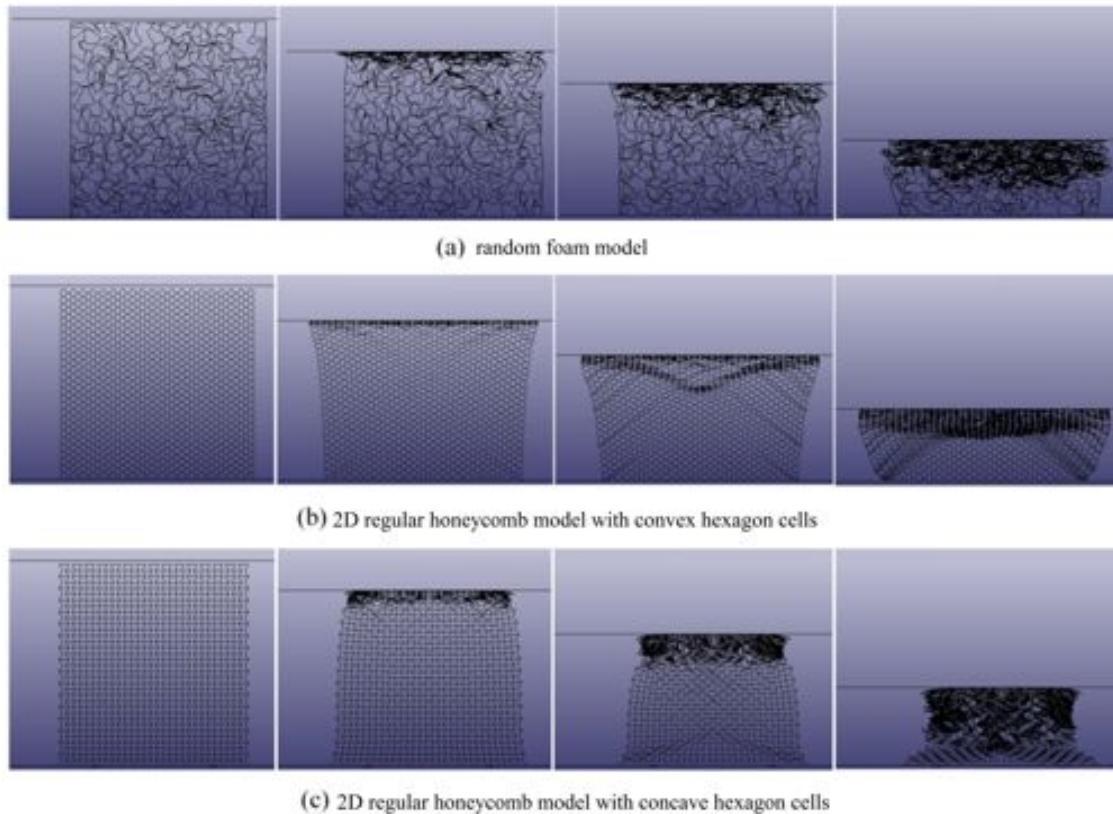 (a) random foam model
(b) 2D regular honeycomb model with convex hexagon cells
(c) 2D regular honeycomb model with concave hexagon cells